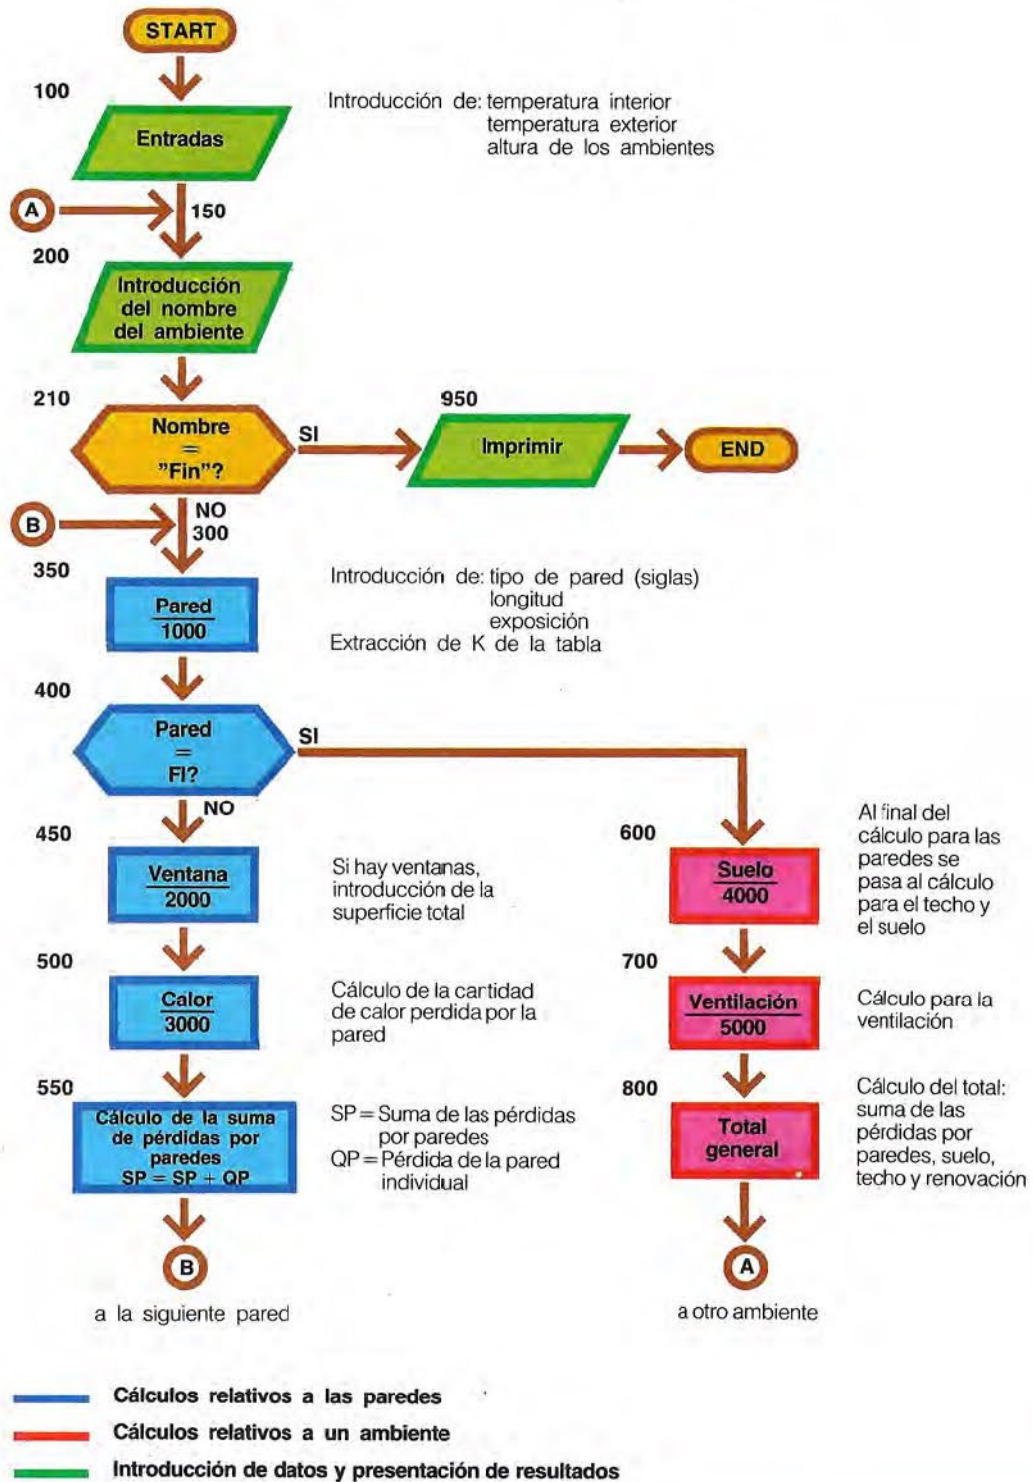 START
100
Introducción de: temperatura interior
temperatura exterior
altura de los ambientes
Entradas
A
150
200
Introducción
del nombre
del ambiente
210
Nombre
=
”Fin”?
SI
950
Imprimir
END
B
NO
300
350
Introducción de: tipo de pared (siglas)
longitud
exposición
Extracción de K de la tabla
Pared
1000
400
Pared
=
FI?
SI
NO
450
Ventana
2000
Si hay ventanas,
introducción de la
superficie total
600
Suelo
4000
Al final del
cálculo para las
paredes se
pasa al cálculo
para el techo y
el suelo
500
Calor
3000
Cálculo de la cantidad
de calor perdida por la
pared
700
Ventilación
5000
Cálculo para la
ventilación
550
Cálculo de la suma
de pérdidas por
paredes
SP = SP + QP
SP = Suma de las pérdidas
por paredes
QP = Pérdida de la pared
individual
800
Total
general
Cálculo del total:
suma de las
pérdidas por
paredes, suelo,
techo y renovación
B
a la siguiente pared
A
a otro ambiente
Cálculos relativos a las paredes
Cálculos relativos a un ambiente
Introducción de datos y presentación de resultados